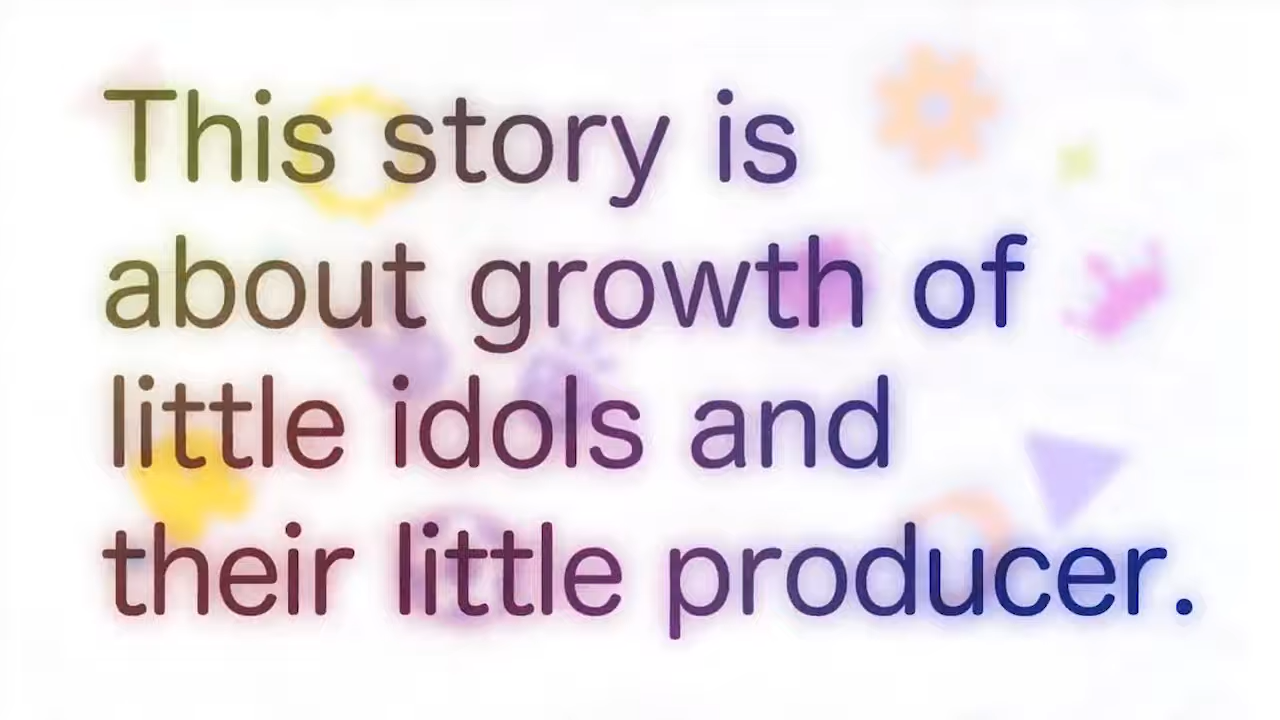 This story is
about growth of
little idols and
their little producer.